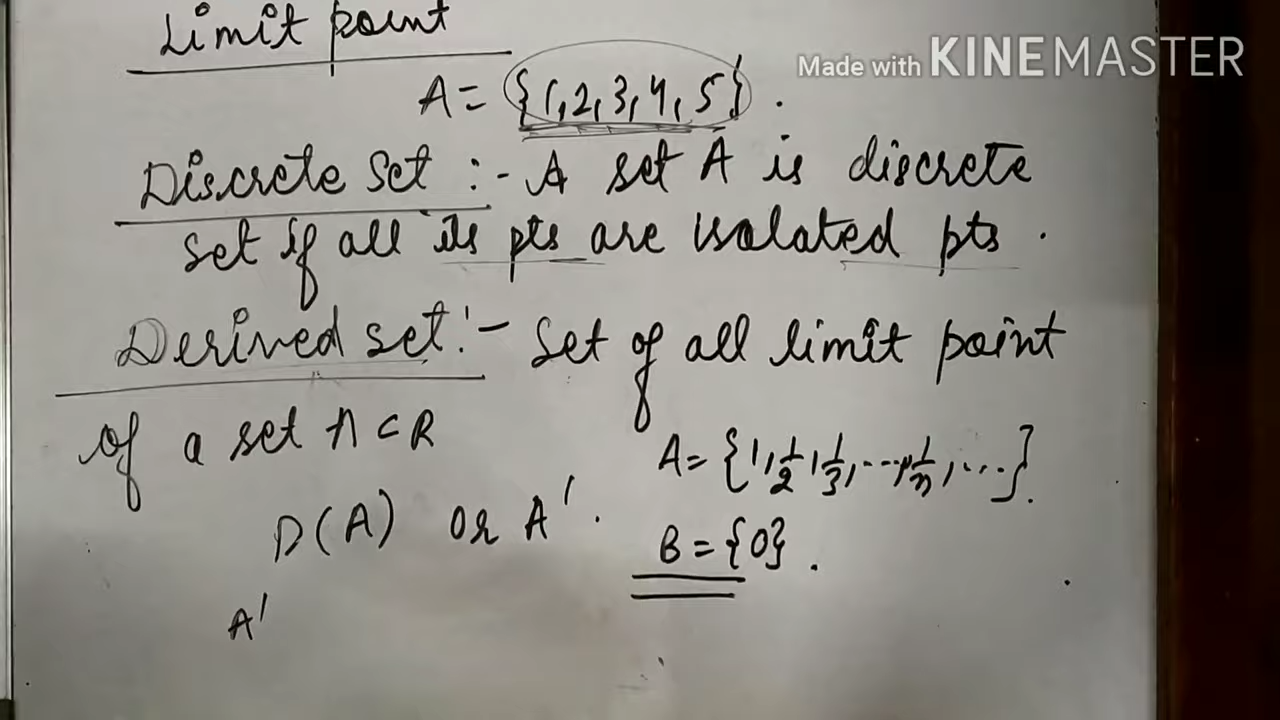 Limit point
Made with KINEMASTER
A = {1, 2, 3, 4, 5} .
Discrete Set :- A set A is discrete
set if all its pts are isolated pts .
Derived set :- Set of all limit point
of a set A ⊂ R
A = {1, 1/2, 1/3, ---, 1/n, ...}.
D(A) or A' .
B = {0} .
A'